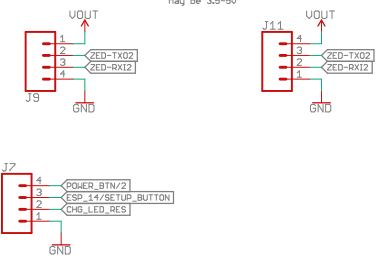 May be 3.5-5V
VOUT
1
2 ZED-TXO2
3 ZED-RXI2
4
J9
GND
J11
VOUT
4
3 ZED-TXO2
2 ZED-RXI2
1
GND
J7
4 POWER_BTN/2
3 ESP_14/SETUP_BUTTON
2 CHG_LED_RES
1
GND